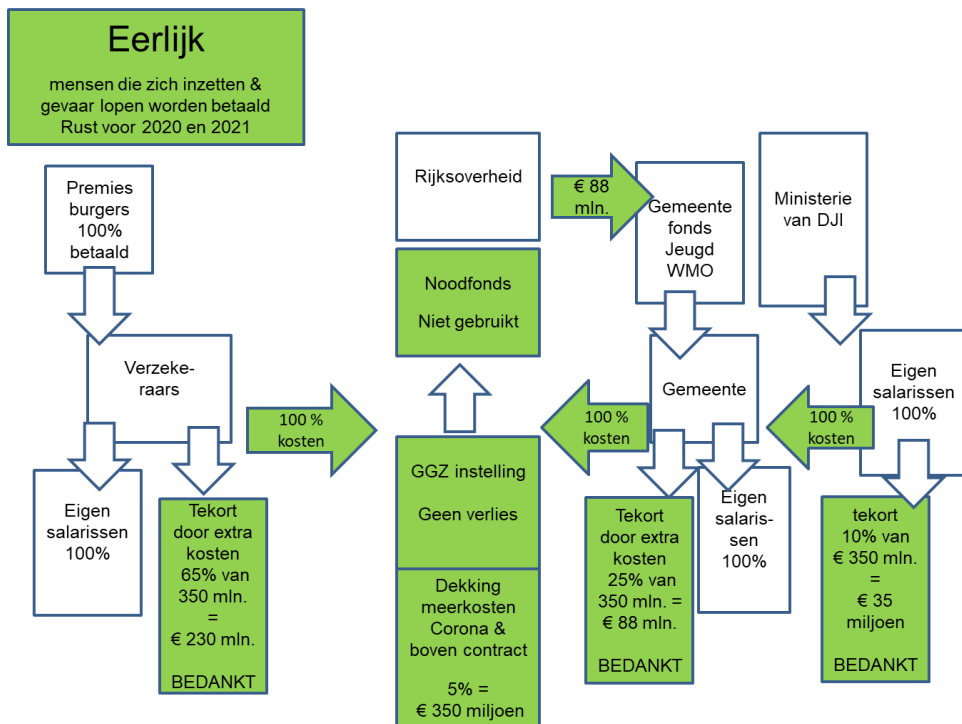 Eerlijk
mensen die zich inzetten &
gevaar lopen worden betaald
Rust voor 2020 en 2021
Premies
burgers
100%
betaald
Verzeke-
raars
Eigen
salarissen
100%
Tekort
door extra
kosten
65% van
350 mln.
=
€ 230 mln.
BEDANKT
100 %
kosten
Rijksoverheid
Noodfonds
Niet gebruikt
GGZ instelling
Geen verlies
Dekking
meerkosten
Corona &
boven contract
5% =
€ 350 miljoen
€ 88
mln.
Gemeente
fonds
Jeugd
WMO
Gemeente
100 %
kosten
Tekort
door extra
kosten
25% van
350 mln. =
€ 88 mln.
BEDANKT
Eigen
salaris-
sen
100%
Ministerie
van DJI
Eigen
salarissen
100%
100 %
kosten
tekort
10% van
€ 350 mln.
=
€ 35
miljoen
BEDANKT